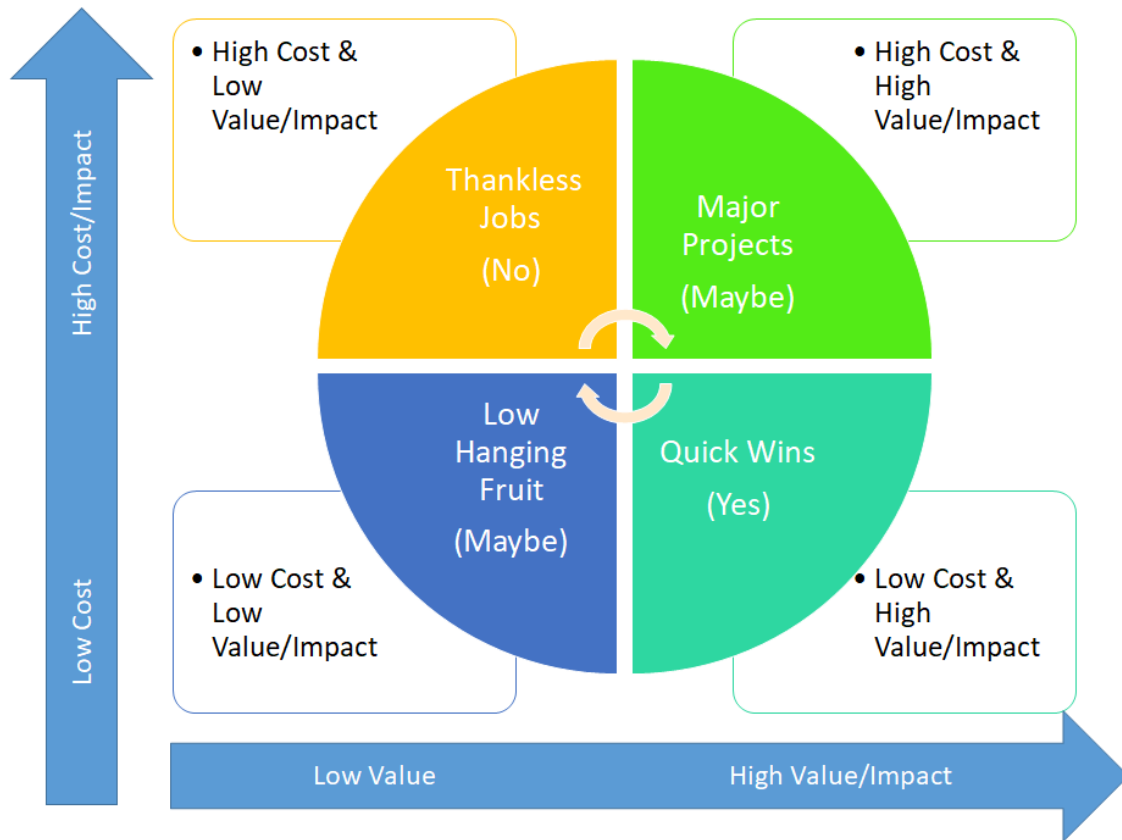 • High Cost &
Low
Value/Impact
• High Cost &
High
Value/Impact
Thankless
Jobs
(No)
Major
Projects
(Maybe)
High Cost/Impact
Low
Hanging
Fruit
(Maybe)
Quick Wins
(Yes)
• Low Cost &
Low
Value/Impact
• Low Cost &
High
Value/Impact
Low Cost
Low Value
High Value/Impact